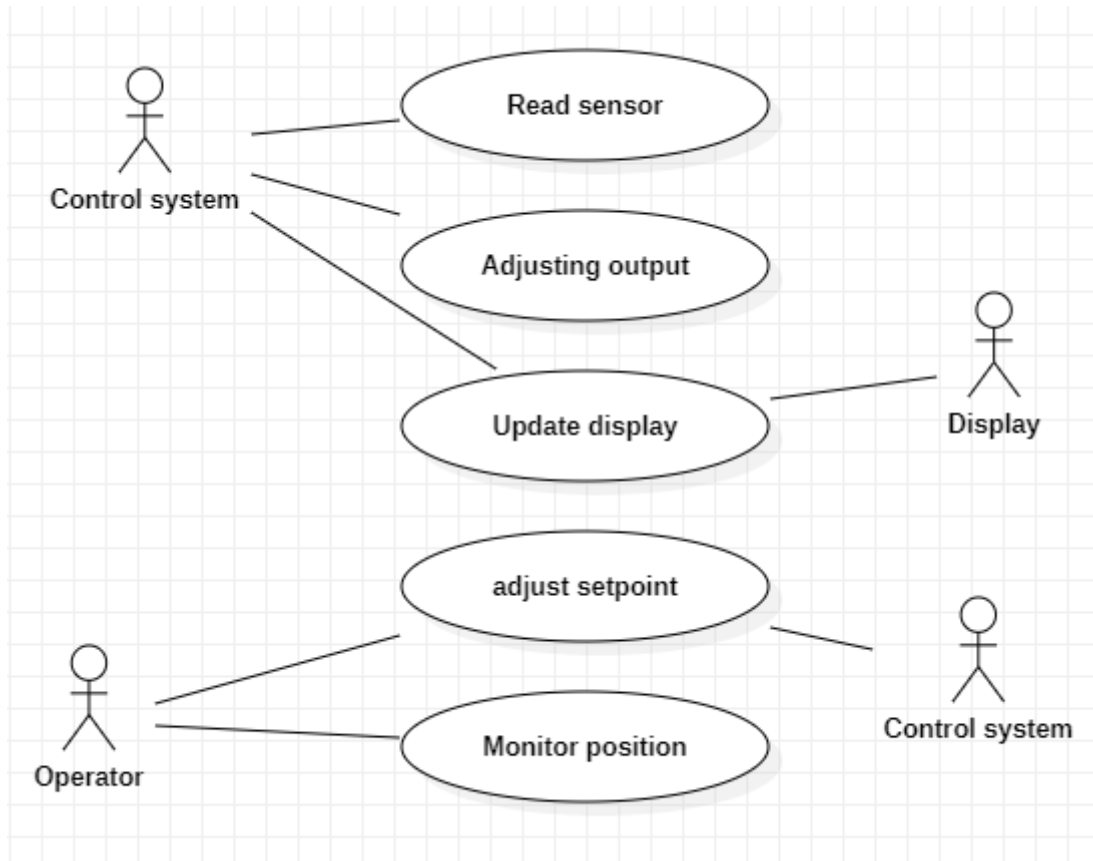 Read sensor
Control system
Adjusting output
Update display
Display
adjust setpoint
Control system
Monitor position
Operator